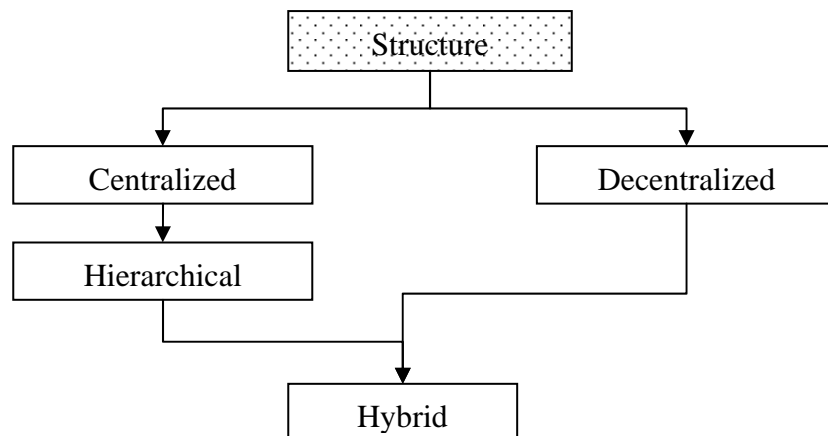 Structure
Centralized
Decentralized
Hierarchical
Hybrid